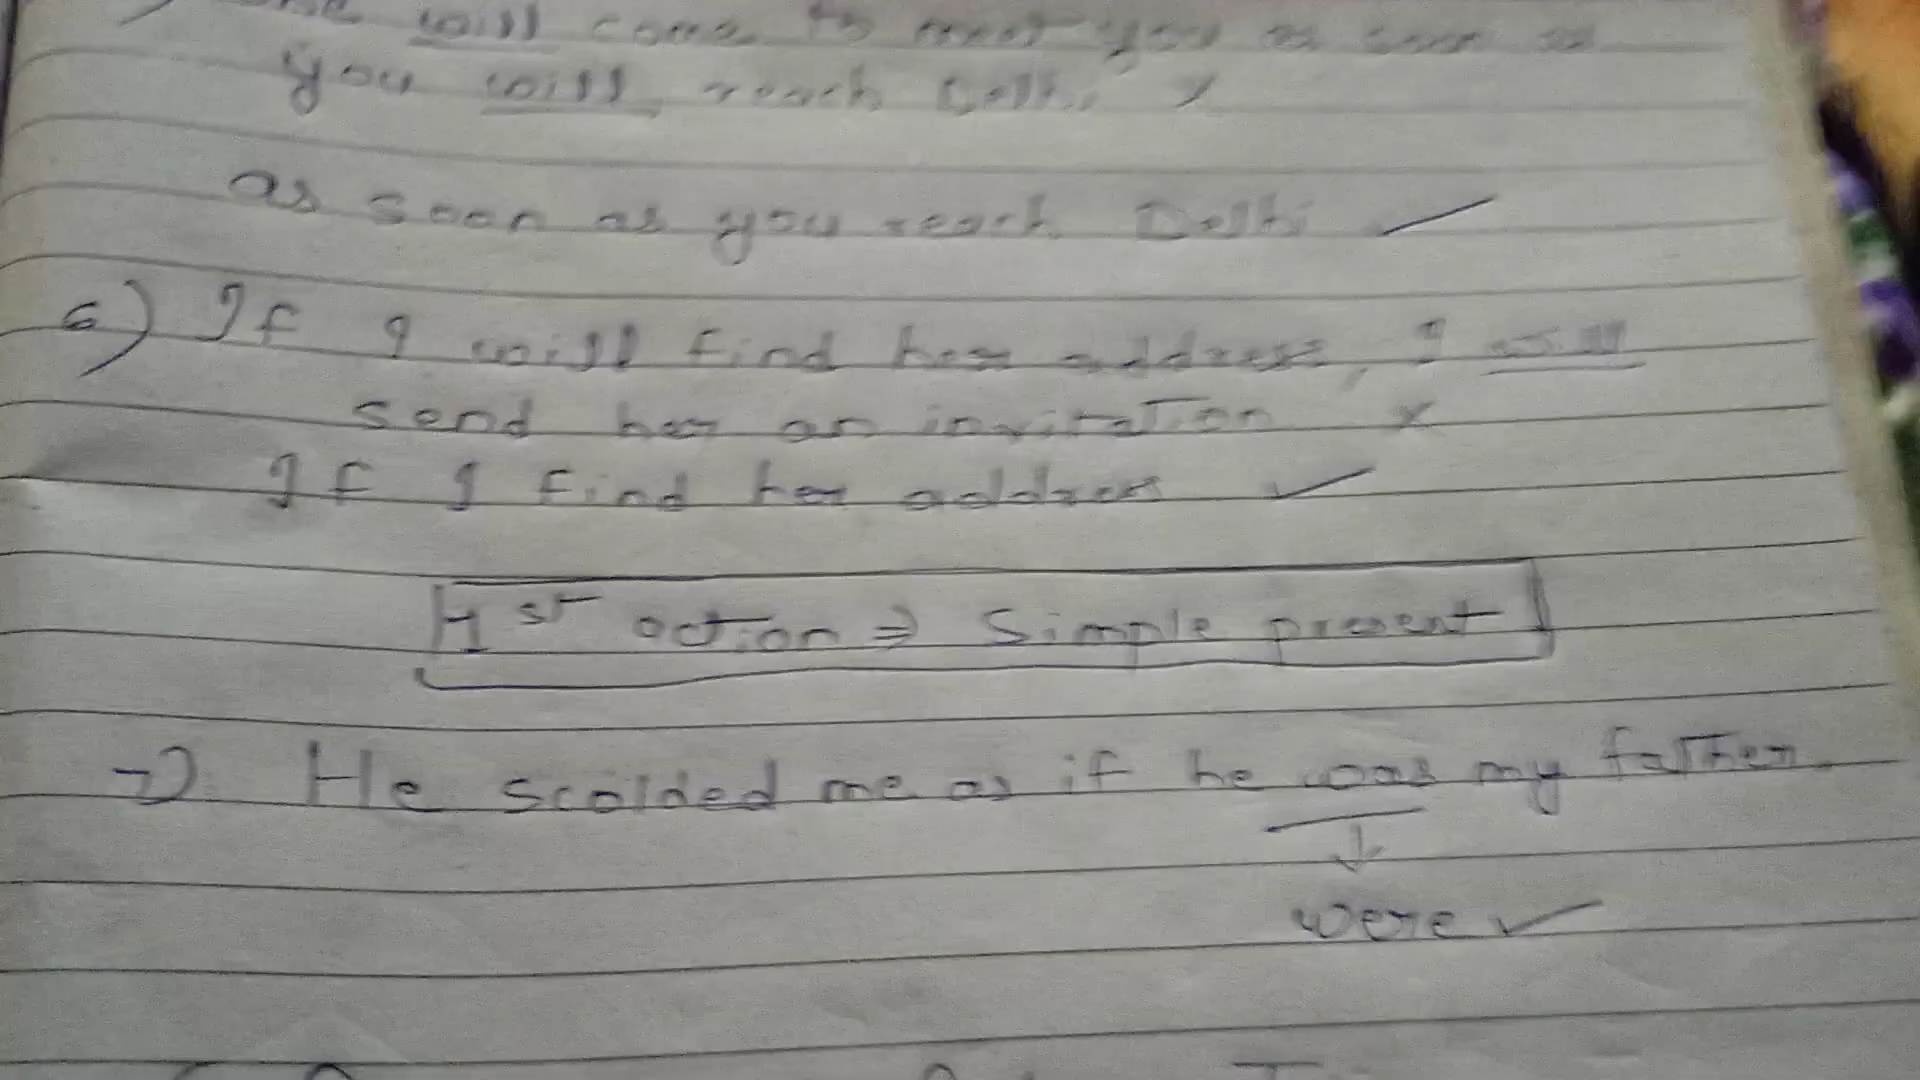 will come to meet you as soon as
you will reach Delhi ×
as soon as you reach Delhi ✓
6) If I will find her address, I will
send her an invitation ×
If I find her address ✓
1st action ⇒ Simple present
7) He scolded me as if he was my father.
↓
were ✓